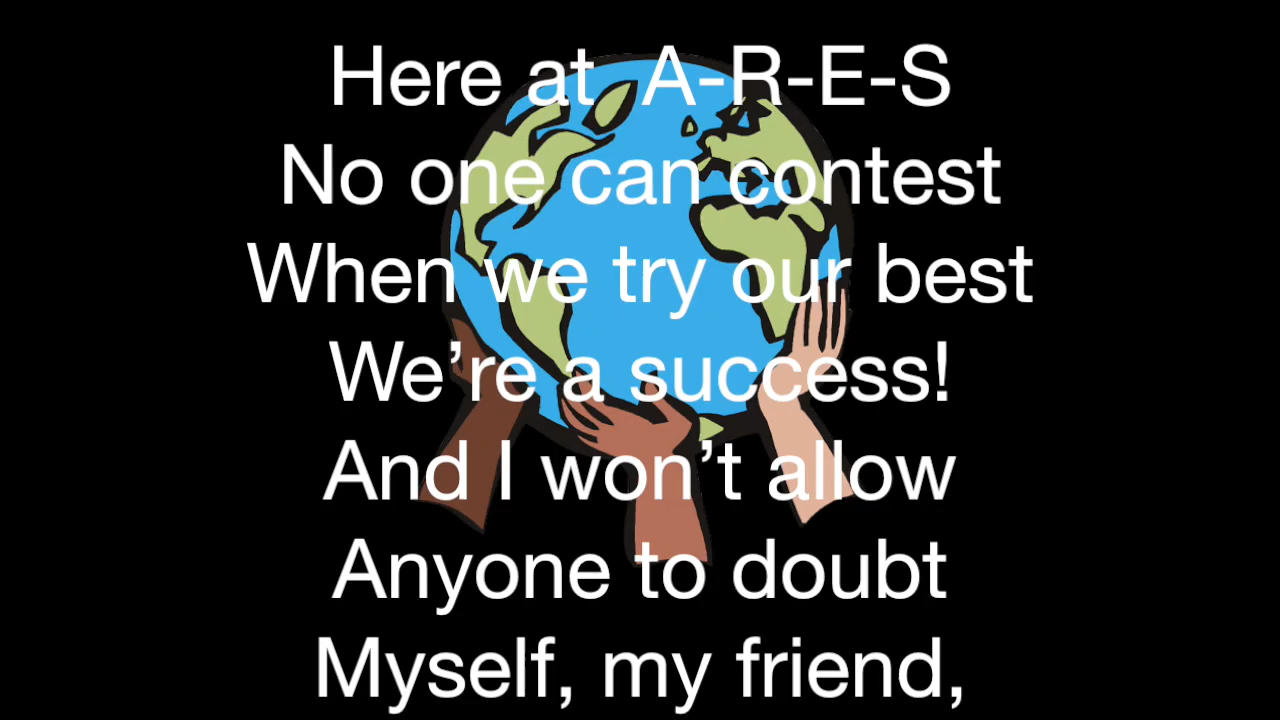 Here at  A-R-E-S
No one can contest
When we try our best
We’re a success!
And I won’t allow
Anyone to doubt
Myself, my friend,